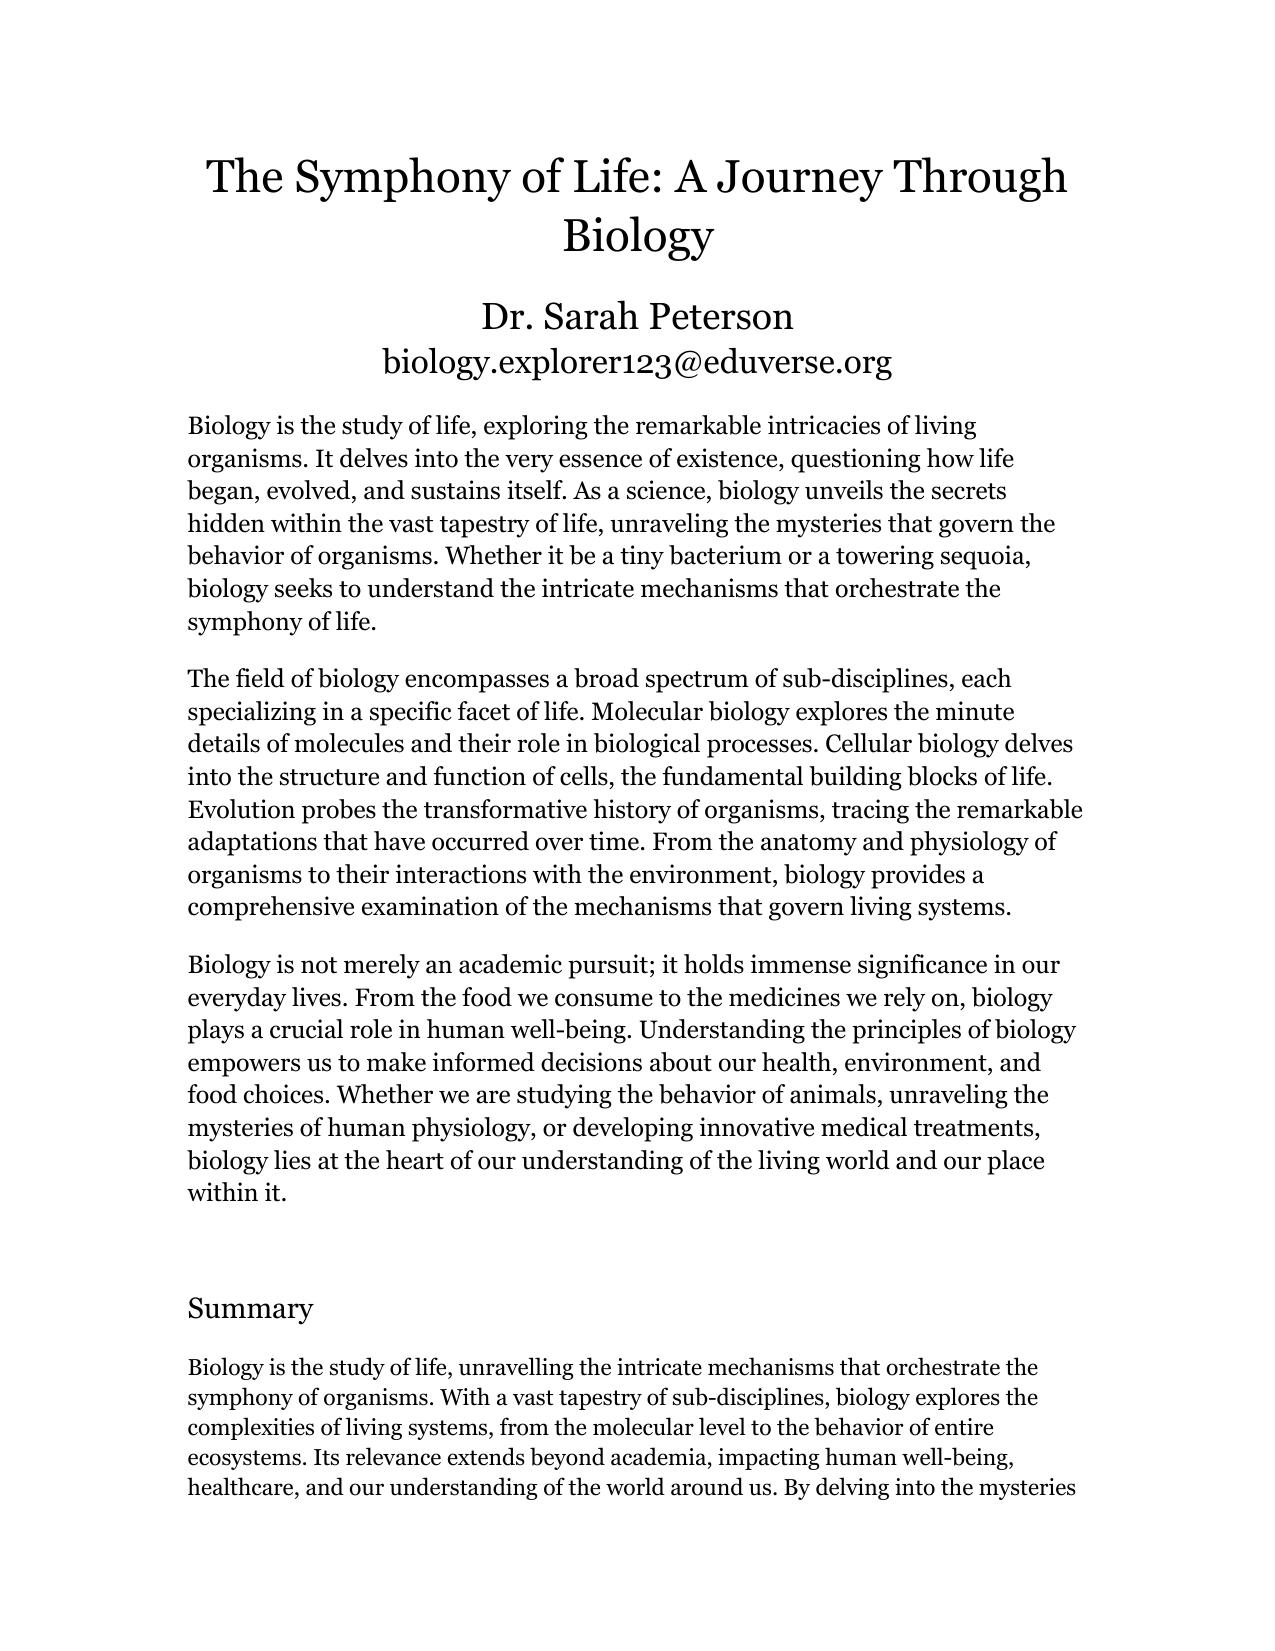 The Symphony of Life: A Journey Through
Biology
Dr. Sarah Peterson
biology.explorer123@eduverse.org
Biology is the study of life, exploring the remarkable intricacies of living
organisms. It delves into the very essence of existence, questioning how life
began, evolved, and sustains itself. As a science, biology unveils the secrets
hidden within the vast tapestry of life, unraveling the mysteries that govern the
behavior of organisms. Whether it be a tiny bacterium or a towering sequoia,
biology seeks to understand the intricate mechanisms that orchestrate the
symphony of life.
The field of biology encompasses a broad spectrum of sub-disciplines, each
specializing in a specific facet of life. Molecular biology explores the minute
details of molecules and their role in biological processes. Cellular biology delves
into the structure and function of cells, the fundamental building blocks of life.
Evolution probes the transformative history of organisms, tracing the remarkable
adaptations that have occurred over time. From the anatomy and physiology of
organisms to their interactions with the environment, biology provides a
comprehensive examination of the mechanisms that govern living systems.
Biology is not merely an academic pursuit; it holds immense significance in our
everyday lives. From the food we consume to the medicines we rely on, biology
plays a crucial role in human well-being. Understanding the principles of biology
empowers us to make informed decisions about our health, environment, and
food choices. Whether we are studying the behavior of animals, unraveling the
mysteries of human physiology, or developing innovative medical treatments,
biology lies at the heart of our understanding of the living world and our place
within it.
Summary
Biology is the study of life, unravelling the intricate mechanisms that orchestrate the
symphony of organisms. With a vast tapestry of sub-disciplines, biology explores the
complexities of living systems, from the molecular level to the behavior of entire
ecosystems. Its relevance extends beyond academia, impacting human well-being,
healthcare, and our understanding of the world around us. By delving into the mysteries